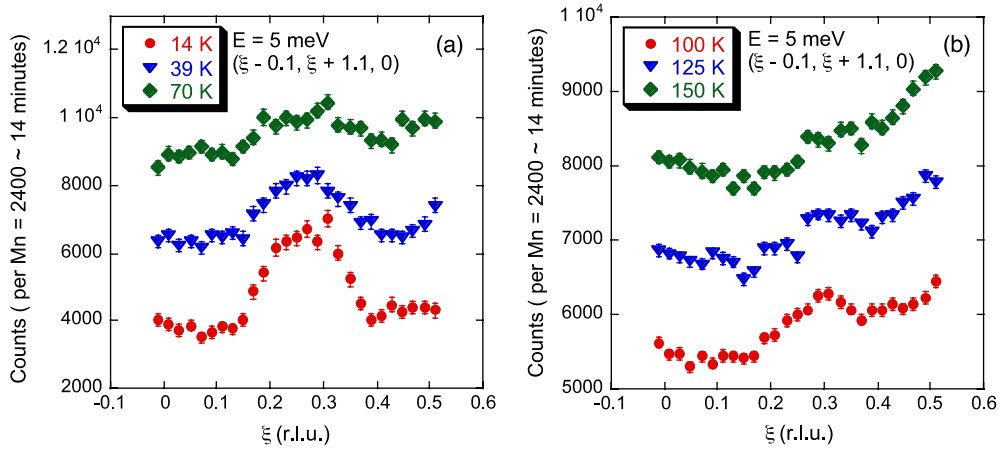 1.2 10⁴
1 10⁴
8000
6000
4000
2000
Counts ( per Mn = 2400 ~ 14 minutes)
14 K
39 K
70 K
E = 5 meV
(ξ - 0.1, ξ + 1.1, 0)
(a)
-0.1 0 0.1 0.2 0.3 0.4 0.5 0.6
ξ (r.l.u.)
1 10⁴
9000
8000
7000
6000
5000
Counts ( per Mn = 2400 ~ 14 minutes)
100 K
125 K
150 K
E = 5 meV
(ξ - 0.1, ξ + 1.1, 0)
(b)
-0.1 0 0.1 0.2 0.3 0.4 0.5 0.6
ξ (r.l.u.)